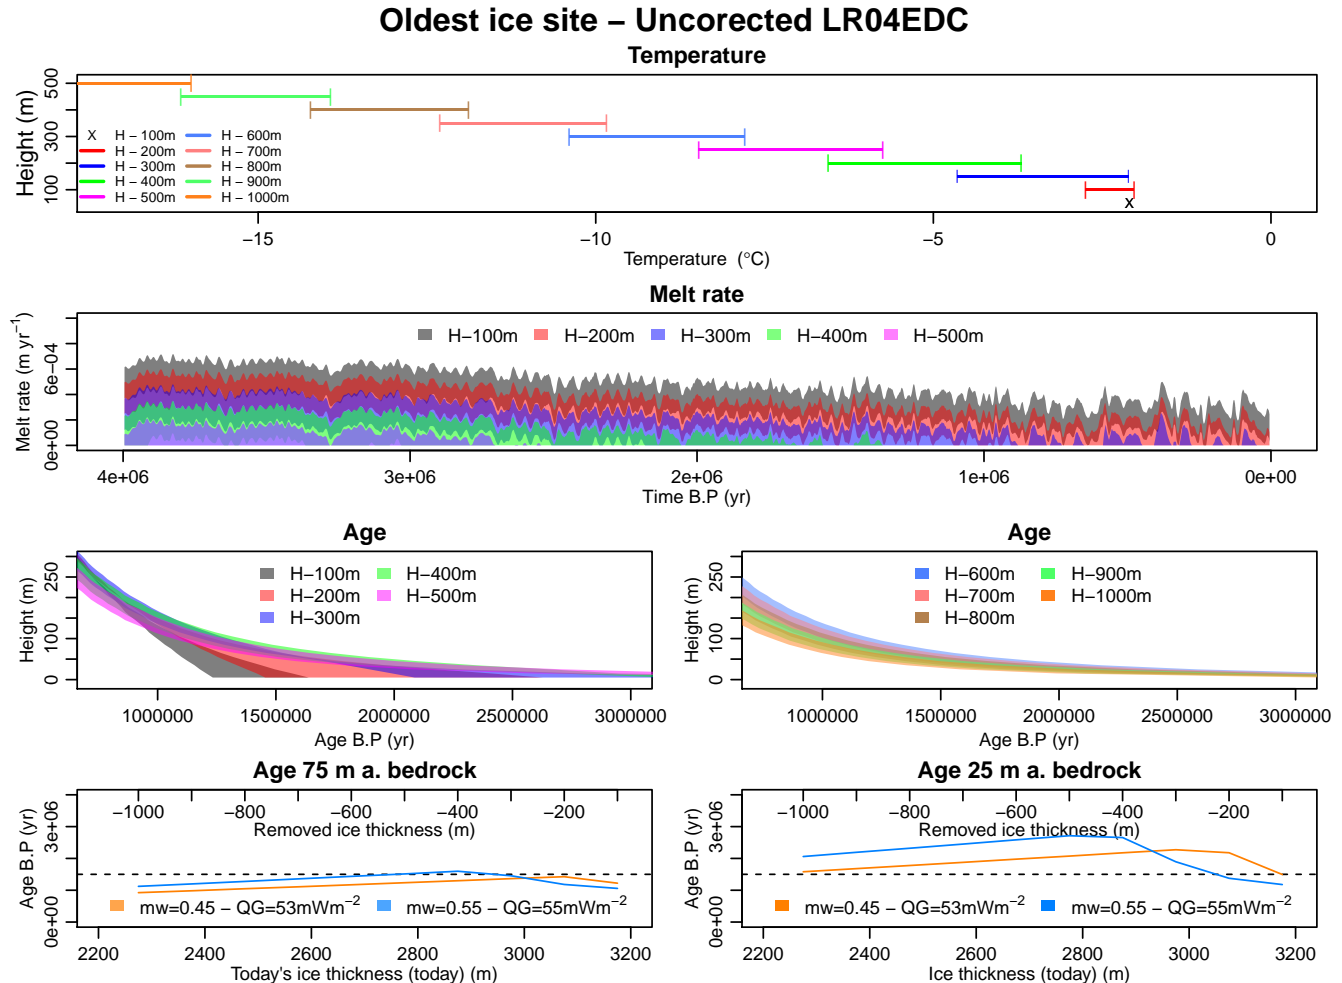 Oldest ice site – Uncorected LR04EDC
Temperature
Height (m)
500
300
100
X H – 100m H – 600m
H – 200m H – 700m
H – 300m H – 800m
H – 400m H – 900m
H – 500m H – 1000m
x
−15 −10 −5 0
Temperature (°C)
Melt rate
Melt rate (m yr⁻¹)
6e−04
0e+00
H−100m H−200m H−300m H−400m H−500m
4e+06 3e+06 2e+06 1e+06 0e+00
Time B.P (yr)
Age
Height (m)
250
100
0
H−100m H−400m
H−200m H−500m
H−300m
1000000 1500000 2000000 2500000 3000000
Age B.P (yr)
Age
Height (m)
250
100
0
H−600m H−900m
H−700m H−1000m
H−800m
1000000 1500000 2000000 2500000 3000000
Age B.P (yr)
Age 75 m a. bedrock
Age B.P (yr)
3e+06
0e+00
−1000 −800 −600 −400 −200
Removed ice thickness (m)
mw=0.45 − QG=53mWm⁻² mw=0.55 − QG=55mWm⁻²
2200 2400 2600 2800 3000 3200
Today's ice thickness (today) (m)
Age 25 m a. bedrock
Age B.P (yr)
3e+06
0e+00
−1000 −800 −600 −400 −200
Removed ice thickness (m)
mw=0.45 − QG=53mWm⁻² mw=0.55 − QG=55mWm⁻²
2200 2400 2600 2800 3000 3200
Ice thickness (today) (m)